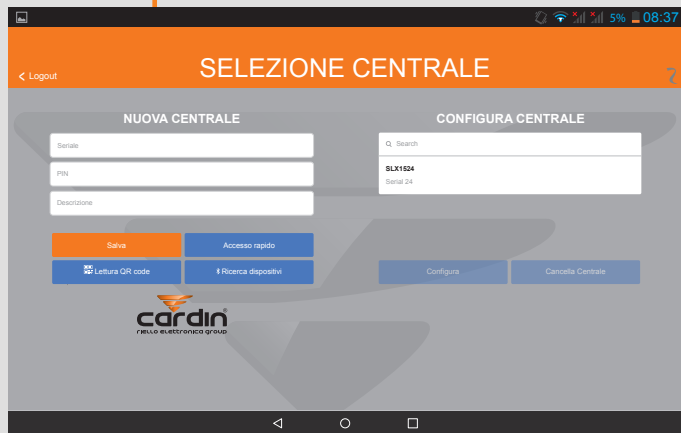 5% 08:37
< Logout
SELEZIONE CENTRALE
NUOVA CENTRALE
Seriale
PIN
Descrizione
Salva
Accesso rapido
Lettura QR code
Ricerca dispositivi
cardin
riello elettronica group
CONFIGURA CENTRALE
Search
SLX1524
Serial 24
Configura
Cancella Centrale